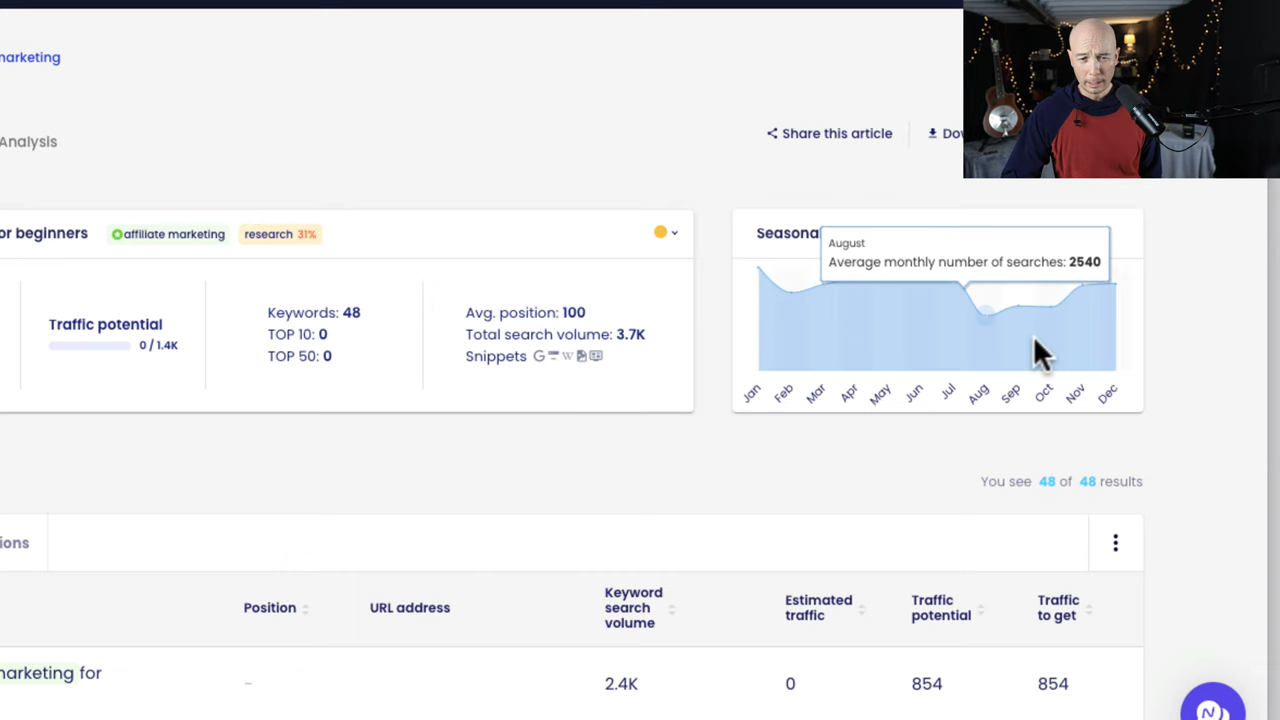 marketing
Analysis
Share this article
Dow
or beginners
affiliate marketing
research 31%
Seasona
August
Average monthly number of searches: 2540
Traffic potential
0 / 1.4K
Keywords: 48
TOP 10: 0
TOP 50: 0
Avg. position: 100
Total search volume: 3.7K
Snippets
Jan Feb Mar Apr May Jun Jul Aug Sep Oct Nov Dec
You see 48 of 48 results
ions
Position
URL address
Keyword
search
volume
Estimated
traffic
Traffic
potential
Traffic
to get
marketing for
-
2.4K
0
854
854